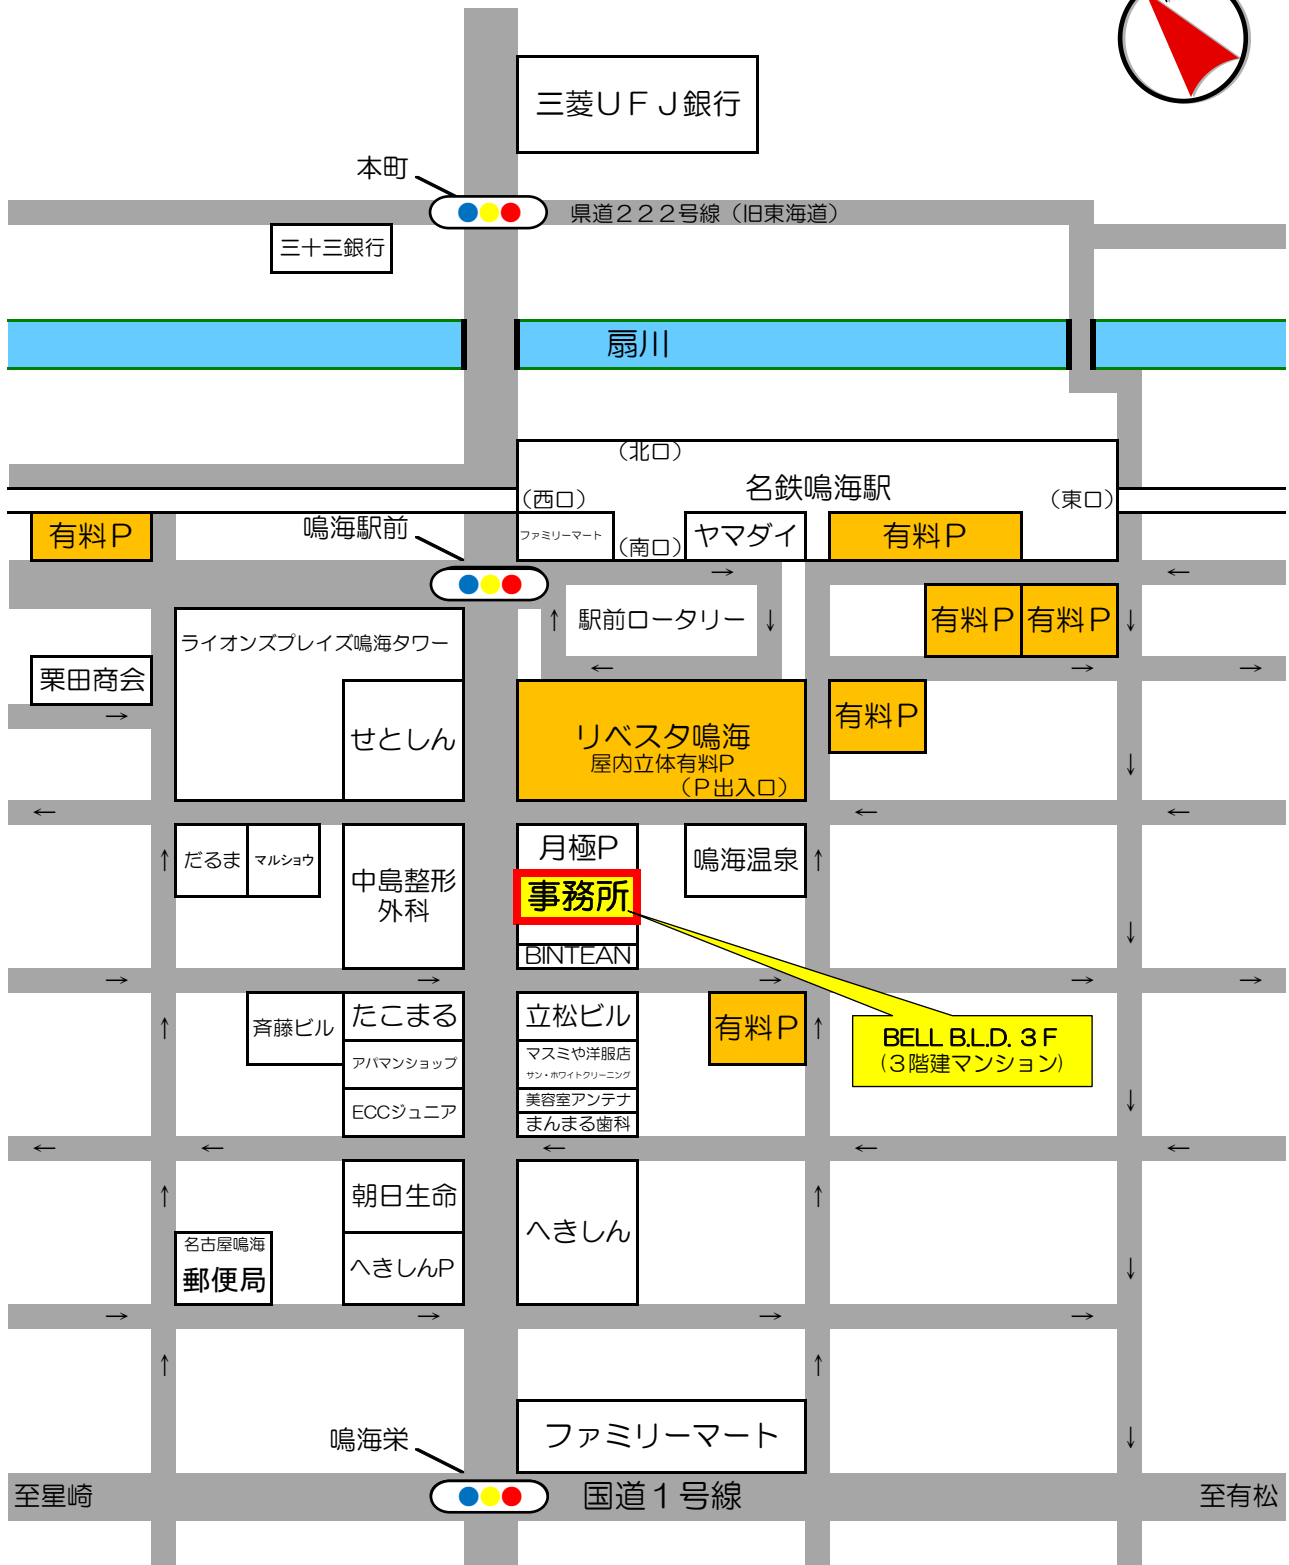 三菱ＵＦＪ銀行
本町
県道２２２号線（旧東海道）
三十三銀行
扇川
（北口）
名鉄鳴海駅
（西口）
（東口）
有料Ｐ
鳴海駅前
ファミリーマート
（南口）
ヤマダイ
有料Ｐ
→
←
駅前ロータリー
↑
↓
有料Ｐ
有料Ｐ
↓
ライオンズプレイズ鳴海タワー
栗田商会
←
→
→
→
せとしん
リベスタ鳴海
屋内立体有料P
（Ｐ出入口）
有料Ｐ
↓
←
←
←
だるま
マルショウ
中島整形
外科
月極P
鳴海温泉
↑
↑
事務所
↓
BINTEAN
→
→
→
→
→
斉藤ビル
たこまる
立松ビル
有料Ｐ
↑
↑
BELL B.L.D. ３Ｆ
（３階建マンション）
アパマンショップ
マスミや洋服店
サン・ホワイトクリーニング
ECCジュニア
美容室アンテナ
まんまる歯科
↓
←
←
←
←
←
朝日生命
へきしん
↑
↑
名古屋鳴海
郵便局
へきしんP
↓
→
→
→
→
↑
↑
ファミリーマート
鳴海栄
↓
至星崎
国道１号線
至有松